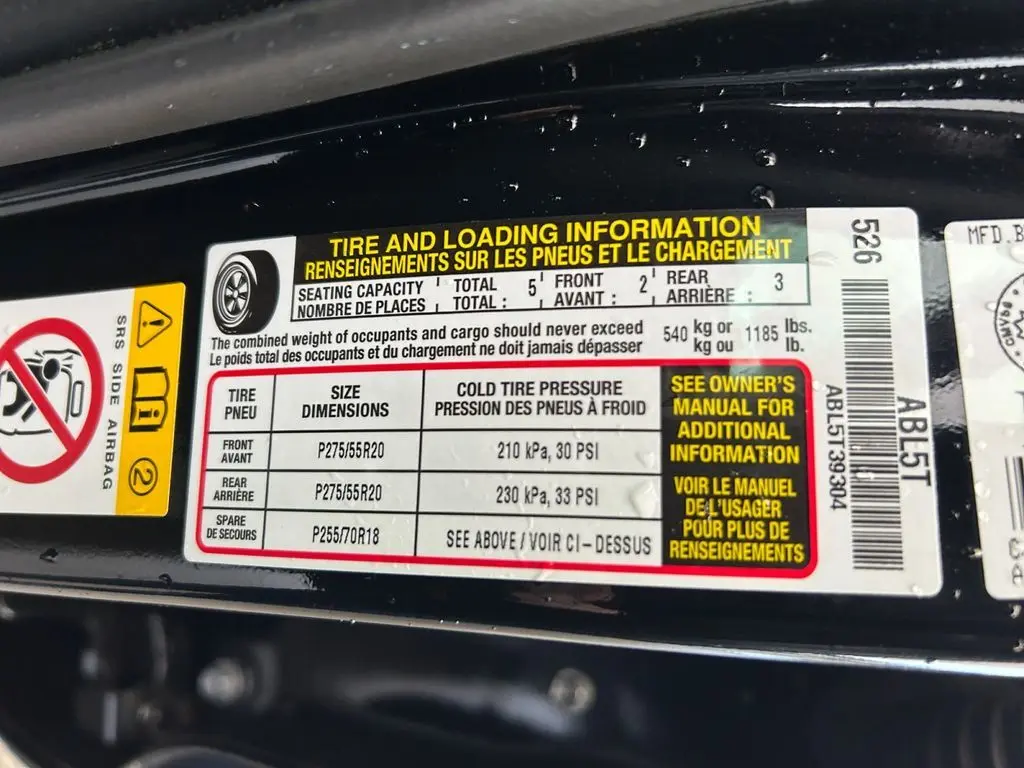 TIRE AND LOADING INFORMATION
RENSEIGNEMENTS SUR LES PNEUS ET LE CHARGEMENT
SEATING CAPACITY TOTAL 5 FRONT 2 REAR 3
NOMBRE DE PLACES TOTAL : AVANT : ARRIÈRE :
The combined weight of occupants and cargo should never exceed 540 kg or 1185 lbs.
Le poids total des occupants et du chargement ne doit jamais dépasser kg ou lb.
TIRE SIZE COLD TIRE PRESSURE
PNEU DIMENSIONS PRESSION DES PNEUS À FROID
FRONT
AVANT
P275/55R20 210 kPa, 30 PSI
REAR
ARRIÈRE
P275/55R20 230 kPa, 33 PSI
SPARE
DE SECOURS
P255/70R18 SEE ABOVE / VOIR CI-DESSUS
SEE OWNER'S
MANUAL FOR
ADDITIONAL
INFORMATION
VOIR LE MANUEL
DE L'USAGER
POUR PLUS DE
RENSEIGNEMENTS
526
ABL5T39304
ABL5T
SRS SIDE AIRBAG
2
MFD.B